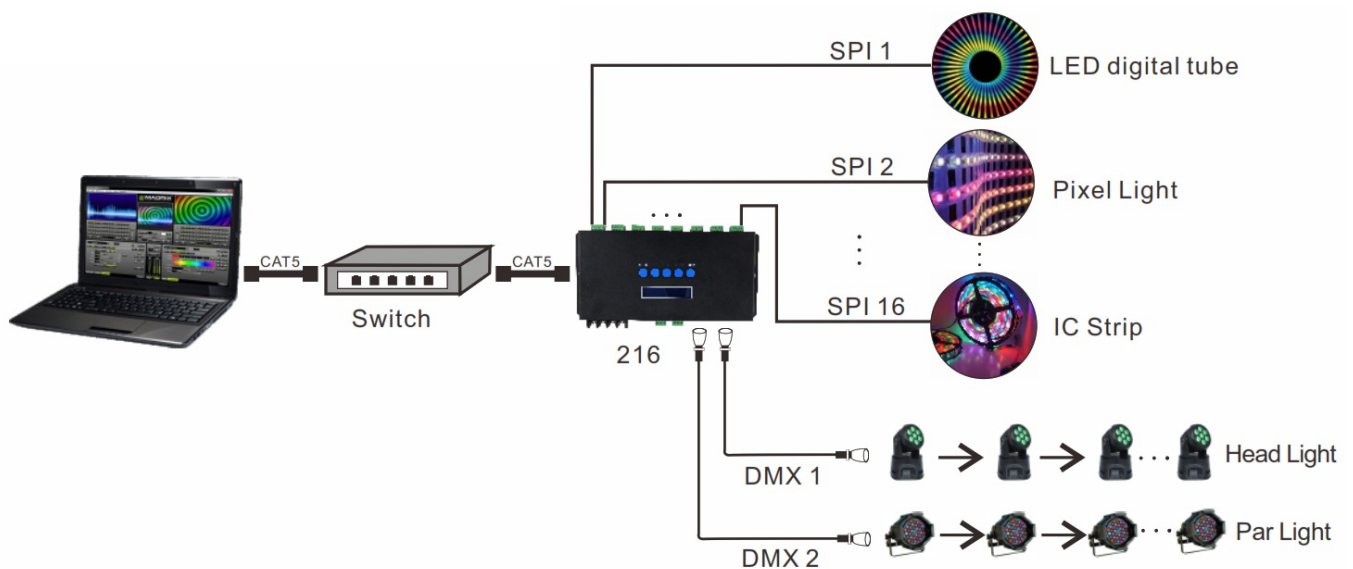 SPI 1
LED digital tube
SPI 2
Pixel Light
MADRIX
CAT5
CAT5
Switch
SPI 16
IC Strip
216
DMX 1
Head Light
DMX 2
Par Light